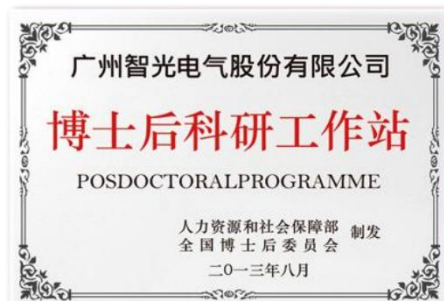 广州智光电气股份有限公司
博士后科研工作站
POSDOCTORALPROGRAMME
人力资源和社会保障部
全国博士后委员会
制发
二〇一三年八月